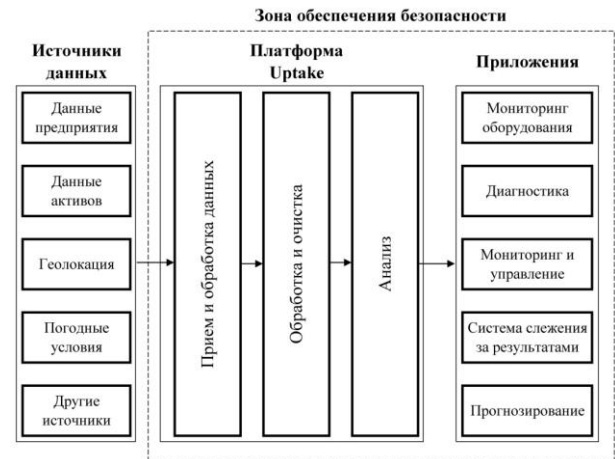 Зона обеспечения безопасности
Источники
данных
Данные
предприятия
Данные
активов
Геолокация
Погодные
условия
Другие
источники
Платформа
Uptake
Прием и обработка данных
Обработка и очистка
Анализ
Приложения
Мониторинг
оборудования
Диагностика
Мониторинг и
управление
Система слежения
за результатами
Прогнозирование